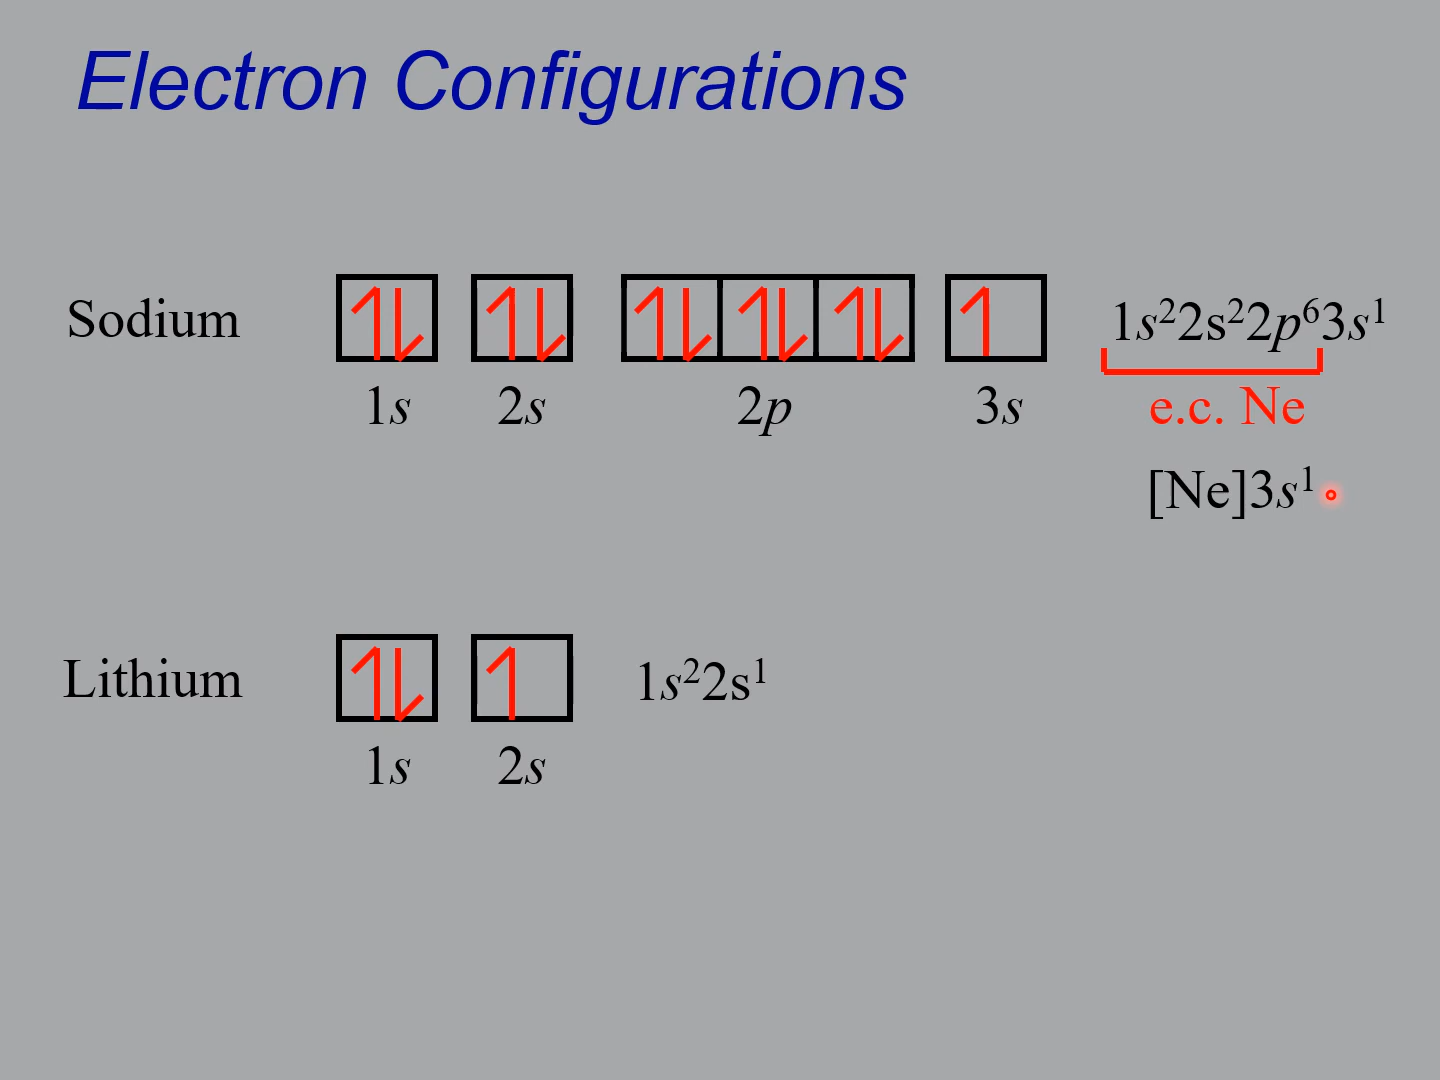 Electron Configurations
Sodium 1s²2s²2p⁶3s¹
1s 2s 2p 3s e.c. Ne
[Ne]3s¹
Lithium 1s²2s¹
1s 2s